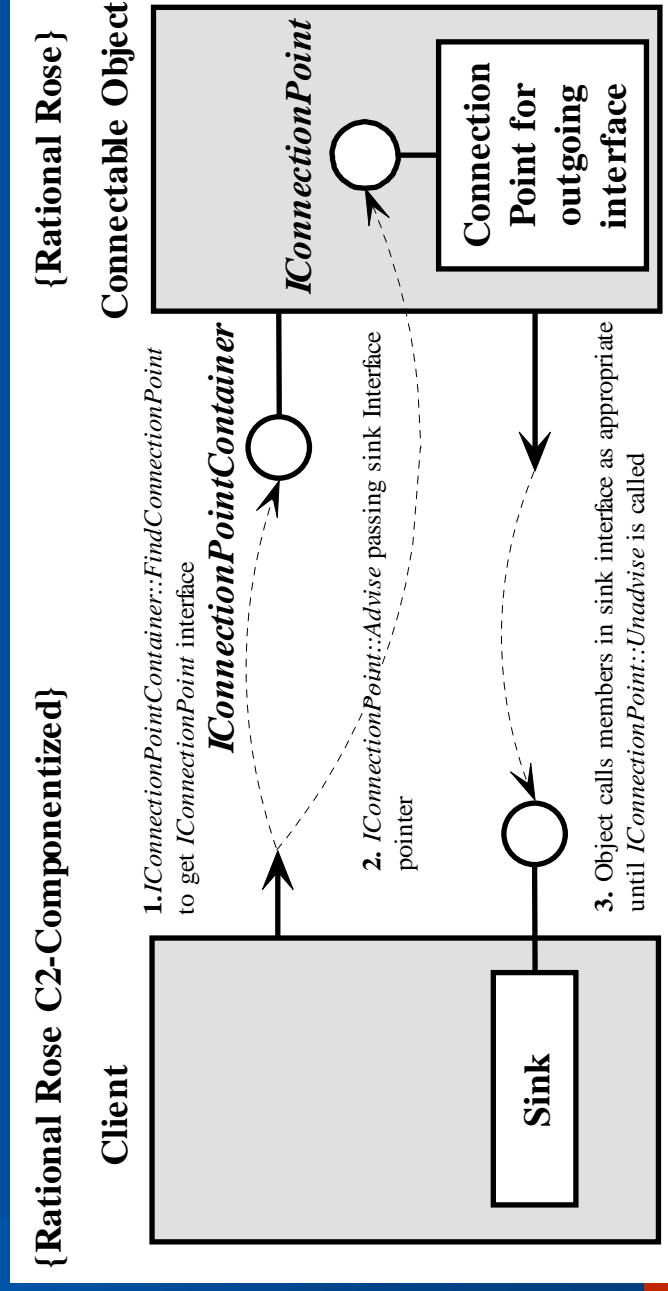 {Rational Rose C2-Componentized}
{Rational Rose}
Client
Connectable Object
1.IConnectionPointContainer::FindConnectionPoint
to get IConnectionPoint interface
IConnectionPointContainer
IConnectionPoint
2. IConnectionPoint::Advise passing sink Interface
pointer
Connection
Point for
outgoing
interface
Sink
3. Object calls members in sink interface as appropriate
until IConnectionPoint::Unadvise is called